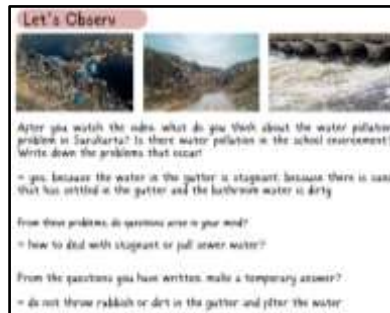 Let's Observ
After you watch the video, what do you think about the water pollution
problem in Surakarta? Is there water pollution in the school environment?
Write down the problems that occur!
= yes, because the water in the gutter is stagnant, because there is sand
that has settled in the gutter and the bathroom water is dirty
From these problems, do questions arise in your mind?
= how to deal with stagnant or full sewer water?
From the questions you have written, make a temporary answer?
= do not throw rubbish or dirt in the gutter and filter the water